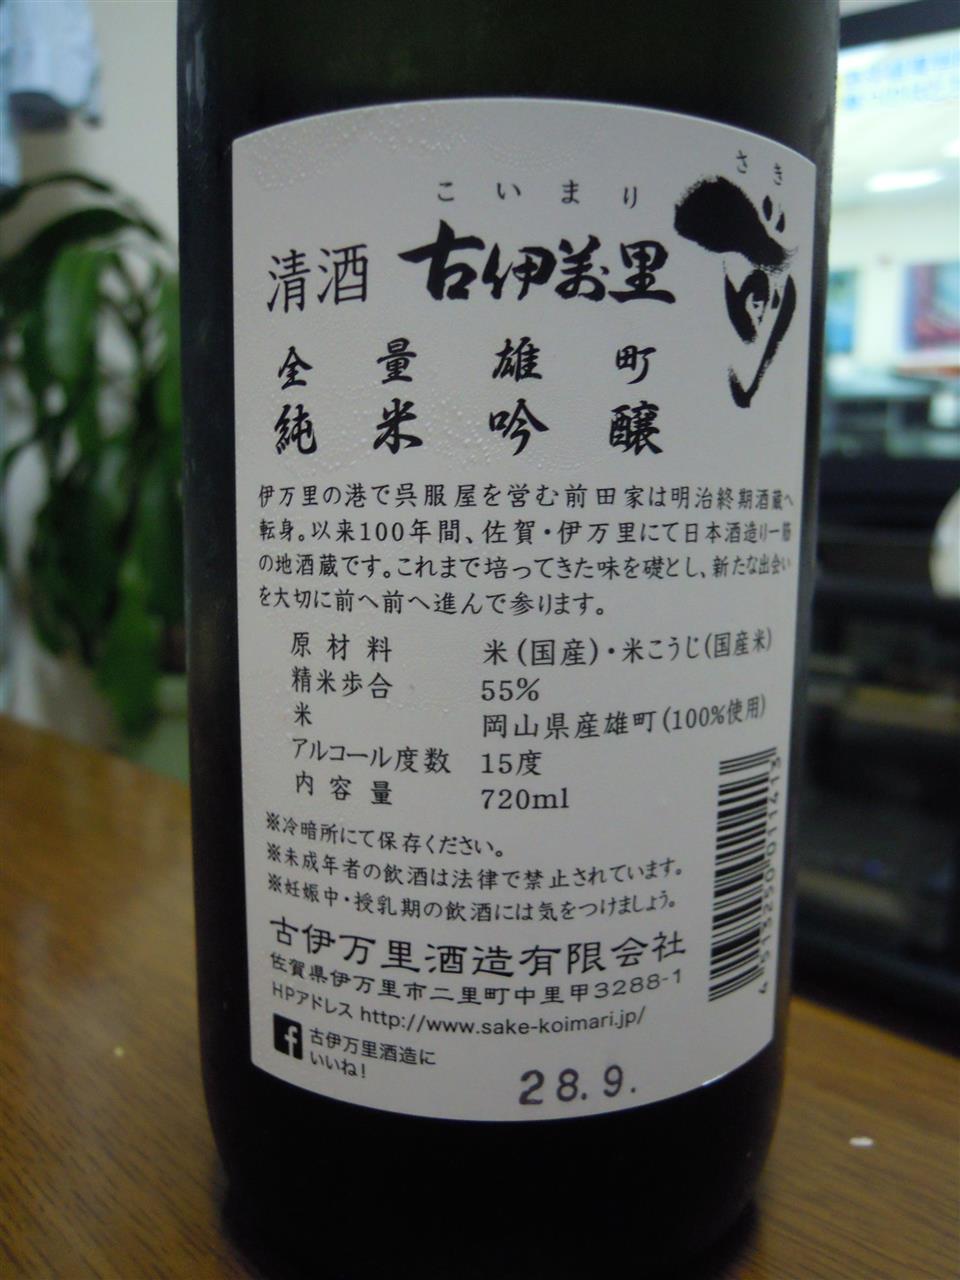 こいまり さき
清酒 古伊萬里 前
全量雄町
純米吟醸
伊万里の港で呉服屋を営む前田家は明治終期酒蔵へ
転身。以来100年間、佐賀・伊万里にて日本酒造り一筋
の地酒蔵です。これまで培ってきた味を礎とし、新たな出会い
を大切に前へ前へ進んで参ります。
原材料 米(国産)・米こうじ(国産米)
精米歩合 55%
米 岡山県産雄町(100%使用)
アルコール度数 15度
内容量 720ml
※冷暗所にて保存ください。
※未成年者の飲酒は法律で禁止されています。
※妊娠中・授乳期の飲酒には気をつけましょう。
古伊万里酒造有限会社
佐賀県伊万里市二里町中里甲3288-1
HPアドレス http://www.sake-koimari.jp/
f 古伊万里酒造に
いいね!
28.9.
4513250011413